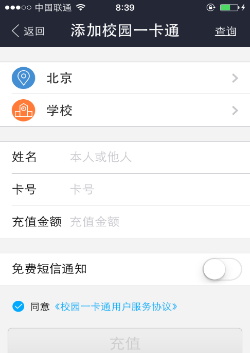 中国联通 8:39
返回 添加校园一卡通 查询
北京
学校
姓名 本人或他人
卡号 卡号
充值金额 充值金额
免费短信通知
同意 《校园一卡通用户服务协议》
充值